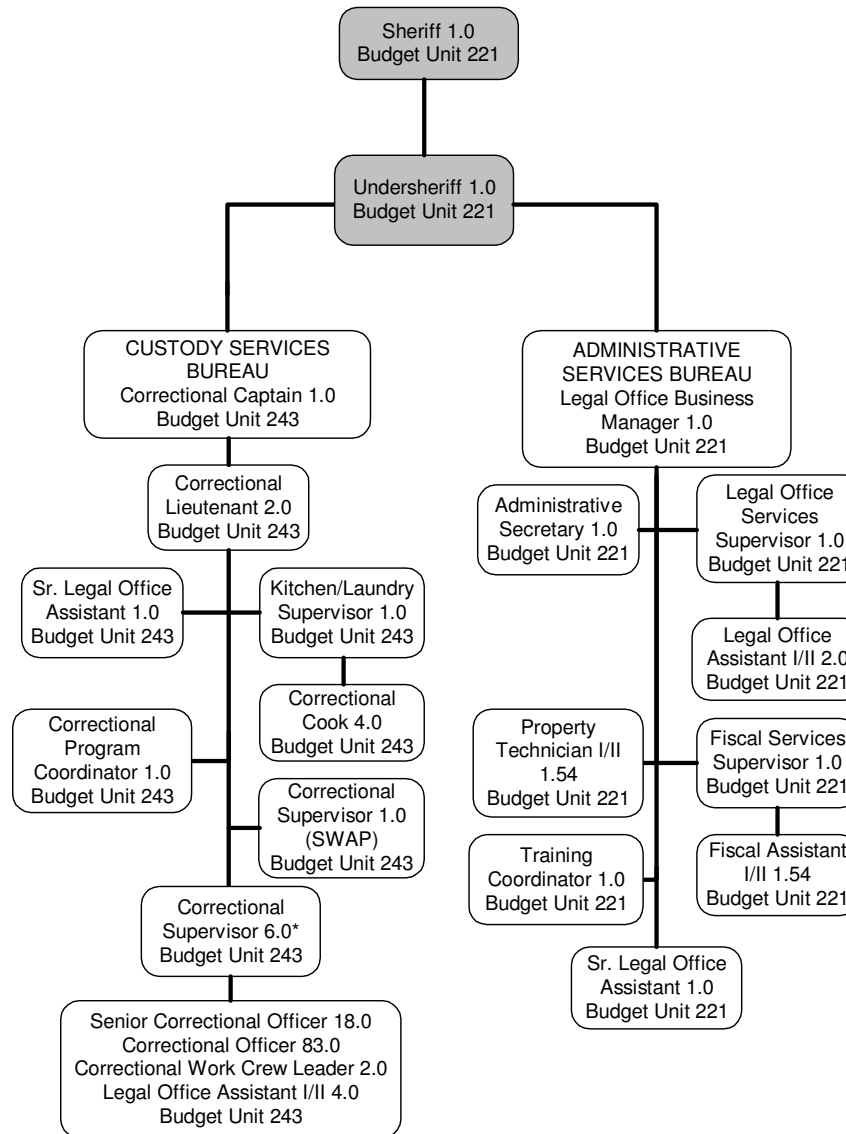 Sheriff 1.0
Budget Unit 221
Undersheriff 1.0
Budget Unit 221
CUSTODY SERVICES
BUREAU
Correctional Captain 1.0
Budget Unit 243
ADMINISTRATIVE
SERVICES BUREAU
Legal Office Business
Manager 1.0
Budget Unit 221
Correctional
Lieutenant 2.0
Budget Unit 243
Sr. Legal Office
Assistant 1.0
Budget Unit 243
Kitchen/Laundry
Supervisor 1.0
Budget Unit 243
Correctional
Cook 4.0
Budget Unit 243
Correctional
Program
Coordinator 1.0
Budget Unit 243
Correctional
Supervisor 1.0
(SWAP)
Budget Unit 243
Correctional
Supervisor 6.0*
Budget Unit 243
Senior Correctional Officer 18.0
Correctional Officer 83.0
Correctional Work Crew Leader 2.0
Legal Office Assistant I/II 4.0
Budget Unit 243
Administrative
Secretary 1.0
Budget Unit 221
Legal Office
Services
Supervisor 1.0
Budget Unit 221
Legal Office
Assistant I/II 2.0
Budget Unit 221
Property
Technician I/II
1.54
Budget Unit 221
Fiscal Services
Supervisor 1.0
Budget Unit 221
Fiscal Assistant
I/II 1.54
Budget Unit 221
Training
Coordinator 1.0
Budget Unit 221
Sr. Legal Office
Assistant 1.0
Budget Unit 221